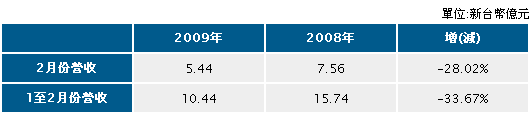 單位:新台幣億元
2009年 2008年 增(減)
2月份營收 5.44 7.56 -28.02%
1至2月份營收 10.44 15.74 -33.67%